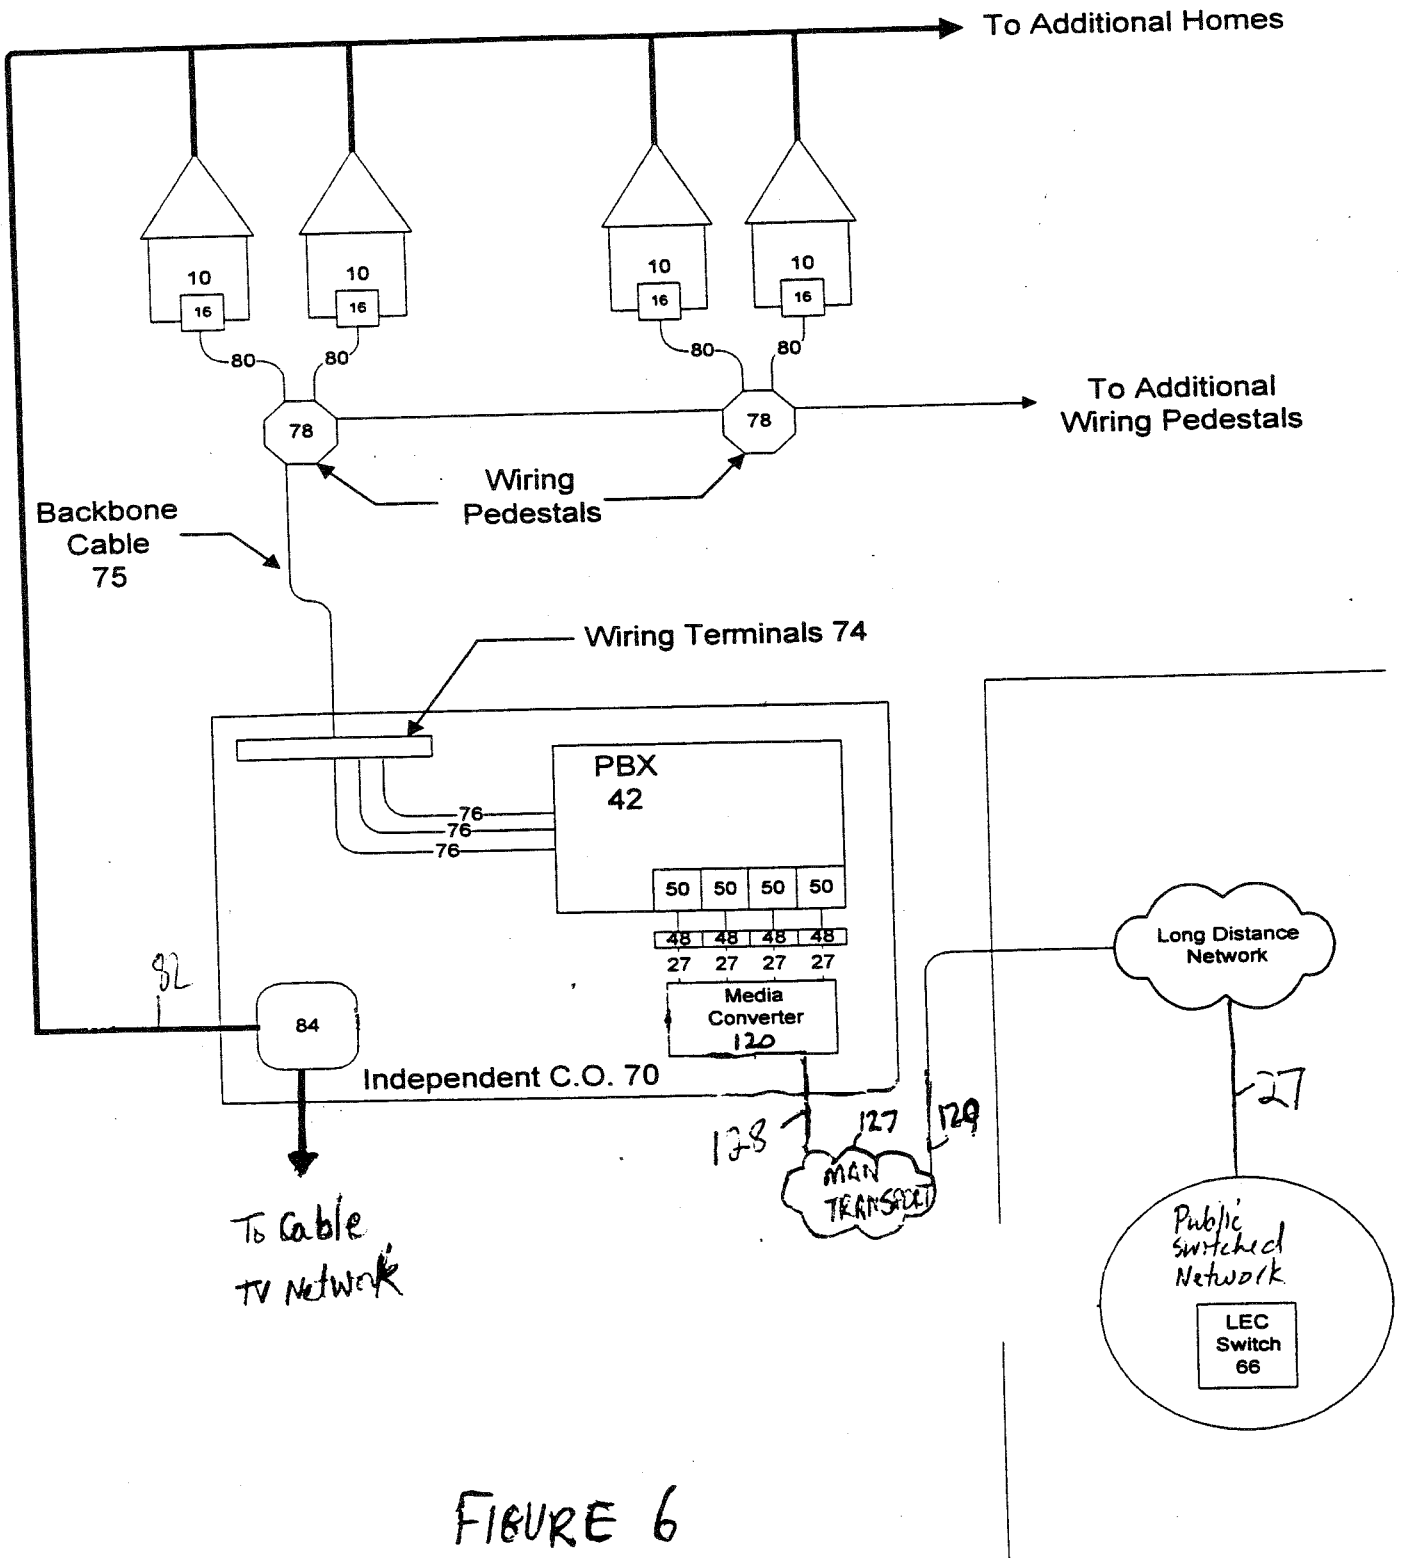 To Additional Homes
10 10 10 10
16 16 16 16
80 80 80 80
To Additional
Wiring Pedestals
78 78
Wiring
Pedestals
Backbone
Cable
75
Wiring Terminals 74
PBX
42
76
76
76
50 50 50 50
48 48 48 48
27 27 27 27
Media
Converter
120
Long Distance
Network
82
84
Independent C.O. 70
128
127
129
27
MAN
TRANSPORT
To Cable
TV Network
Public
Switched
Network
LEC
Switch
66
FIGURE 6